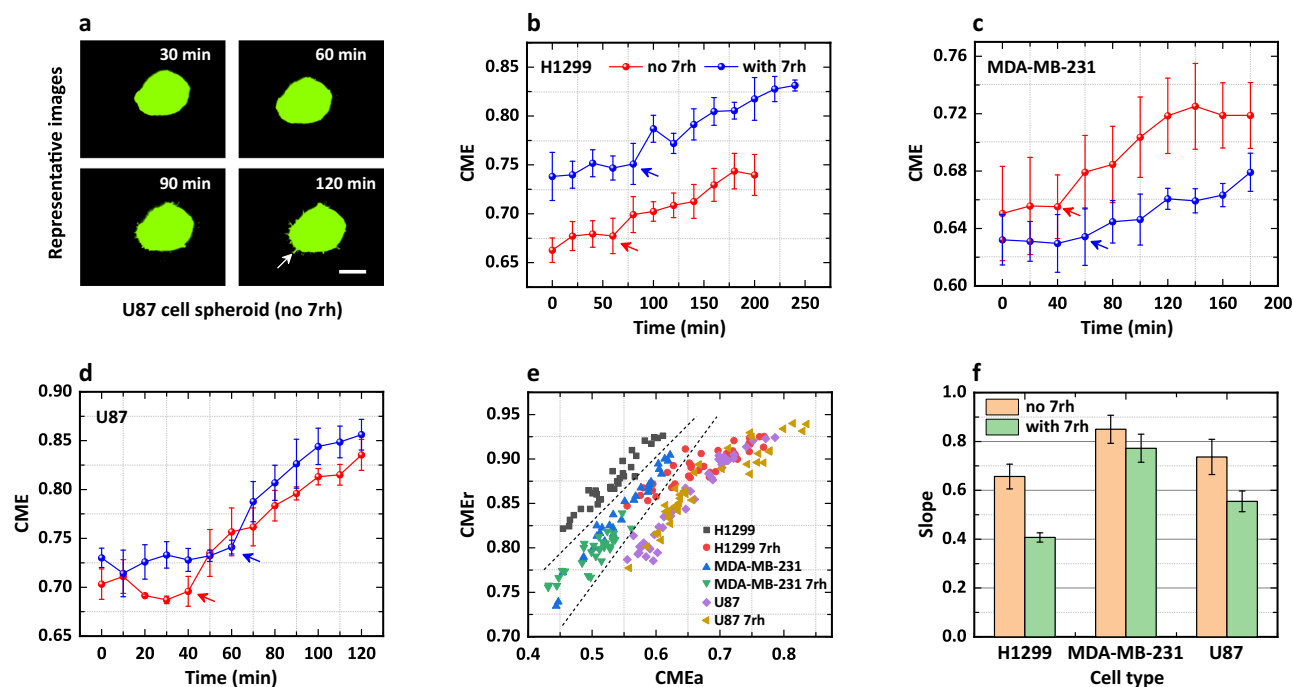 a
Representative images
30 min
60 min
90 min
120 min
U87 cell spheroid (no 7rh)
b
H1299
no 7rh
with 7rh
CME
0.85
0.80
0.75
0.70
0.65
0 50 100 150 200 250
Time (min)
c
MDA-MB-231
CME
0.76
0.72
0.68
0.64
0.60
0 40 80 120 160 200
Time (min)
d
U87
CME
0.90
0.85
0.80
0.75
0.70
0.65
0 20 40 60 80 100 120
Time (min)
e
CMEr
0.95
0.90
0.85
0.80
0.75
0.70
H1299
H1299 7rh
MDA-MB-231
MDA-MB-231 7rh
U87
U87 7rh
0.4 0.5 0.6 0.7 0.8
CMEa
f
Slope
1.0
0.8
0.6
0.4
0.2
0.0
no 7rh
with 7rh
H1299 MDA-MB-231 U87
Cell type